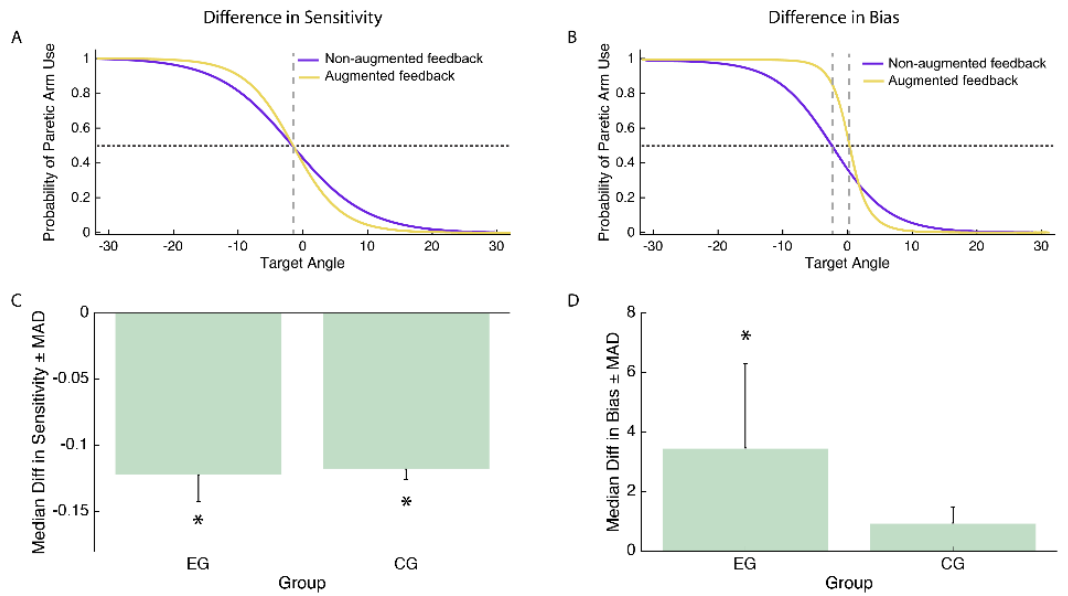 Difference in Sensitivity
Difference in Bias
A
Probability of Paretic Arm Use
1
0.8
0.6
0.4
0.2
0
-30
-20
-10
0
10
20
30
Target Angle
Non-augmented feedback
Augmented feedback
B
Probability of Paretic Arm Use
1
0.8
0.6
0.4
0.2
0
-30
-20
-10
0
10
20
30
Target Angle
Non-augmented feedback
Augmented feedback
C
Median Diff in Sensitivity ± MAD
0
-0.05
-0.1
-0.15
*
*
EG
CG
Group
D
Median Diff in Bias ± MAD
8
6
4
2
0
*
EG
CG
Group